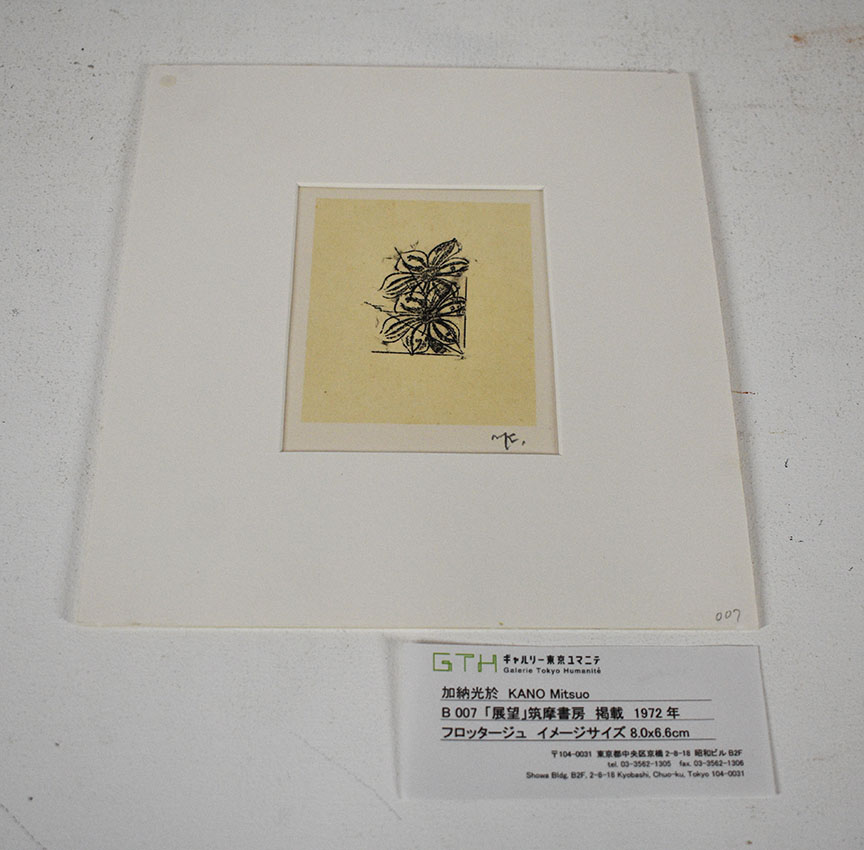 MK.
007
GTH ギャルリー東京ユマニテ
Galerie Tokyo Humanité
加納光於 KANO Mitsuo
B 007 「展望」筑摩書房 掲載 1972 年
フロッタージュ イメージサイズ 8.0x6.6cm
〒104-0031 東京都中央区京橋 2-8-18 昭和ビル B2F
tel. 03-3562-1305 fax. 03-3562-1306
Showa Bldg, B2F, 2-8-18 Kyobashi, Chuo-ku, Tokyo 104-0031